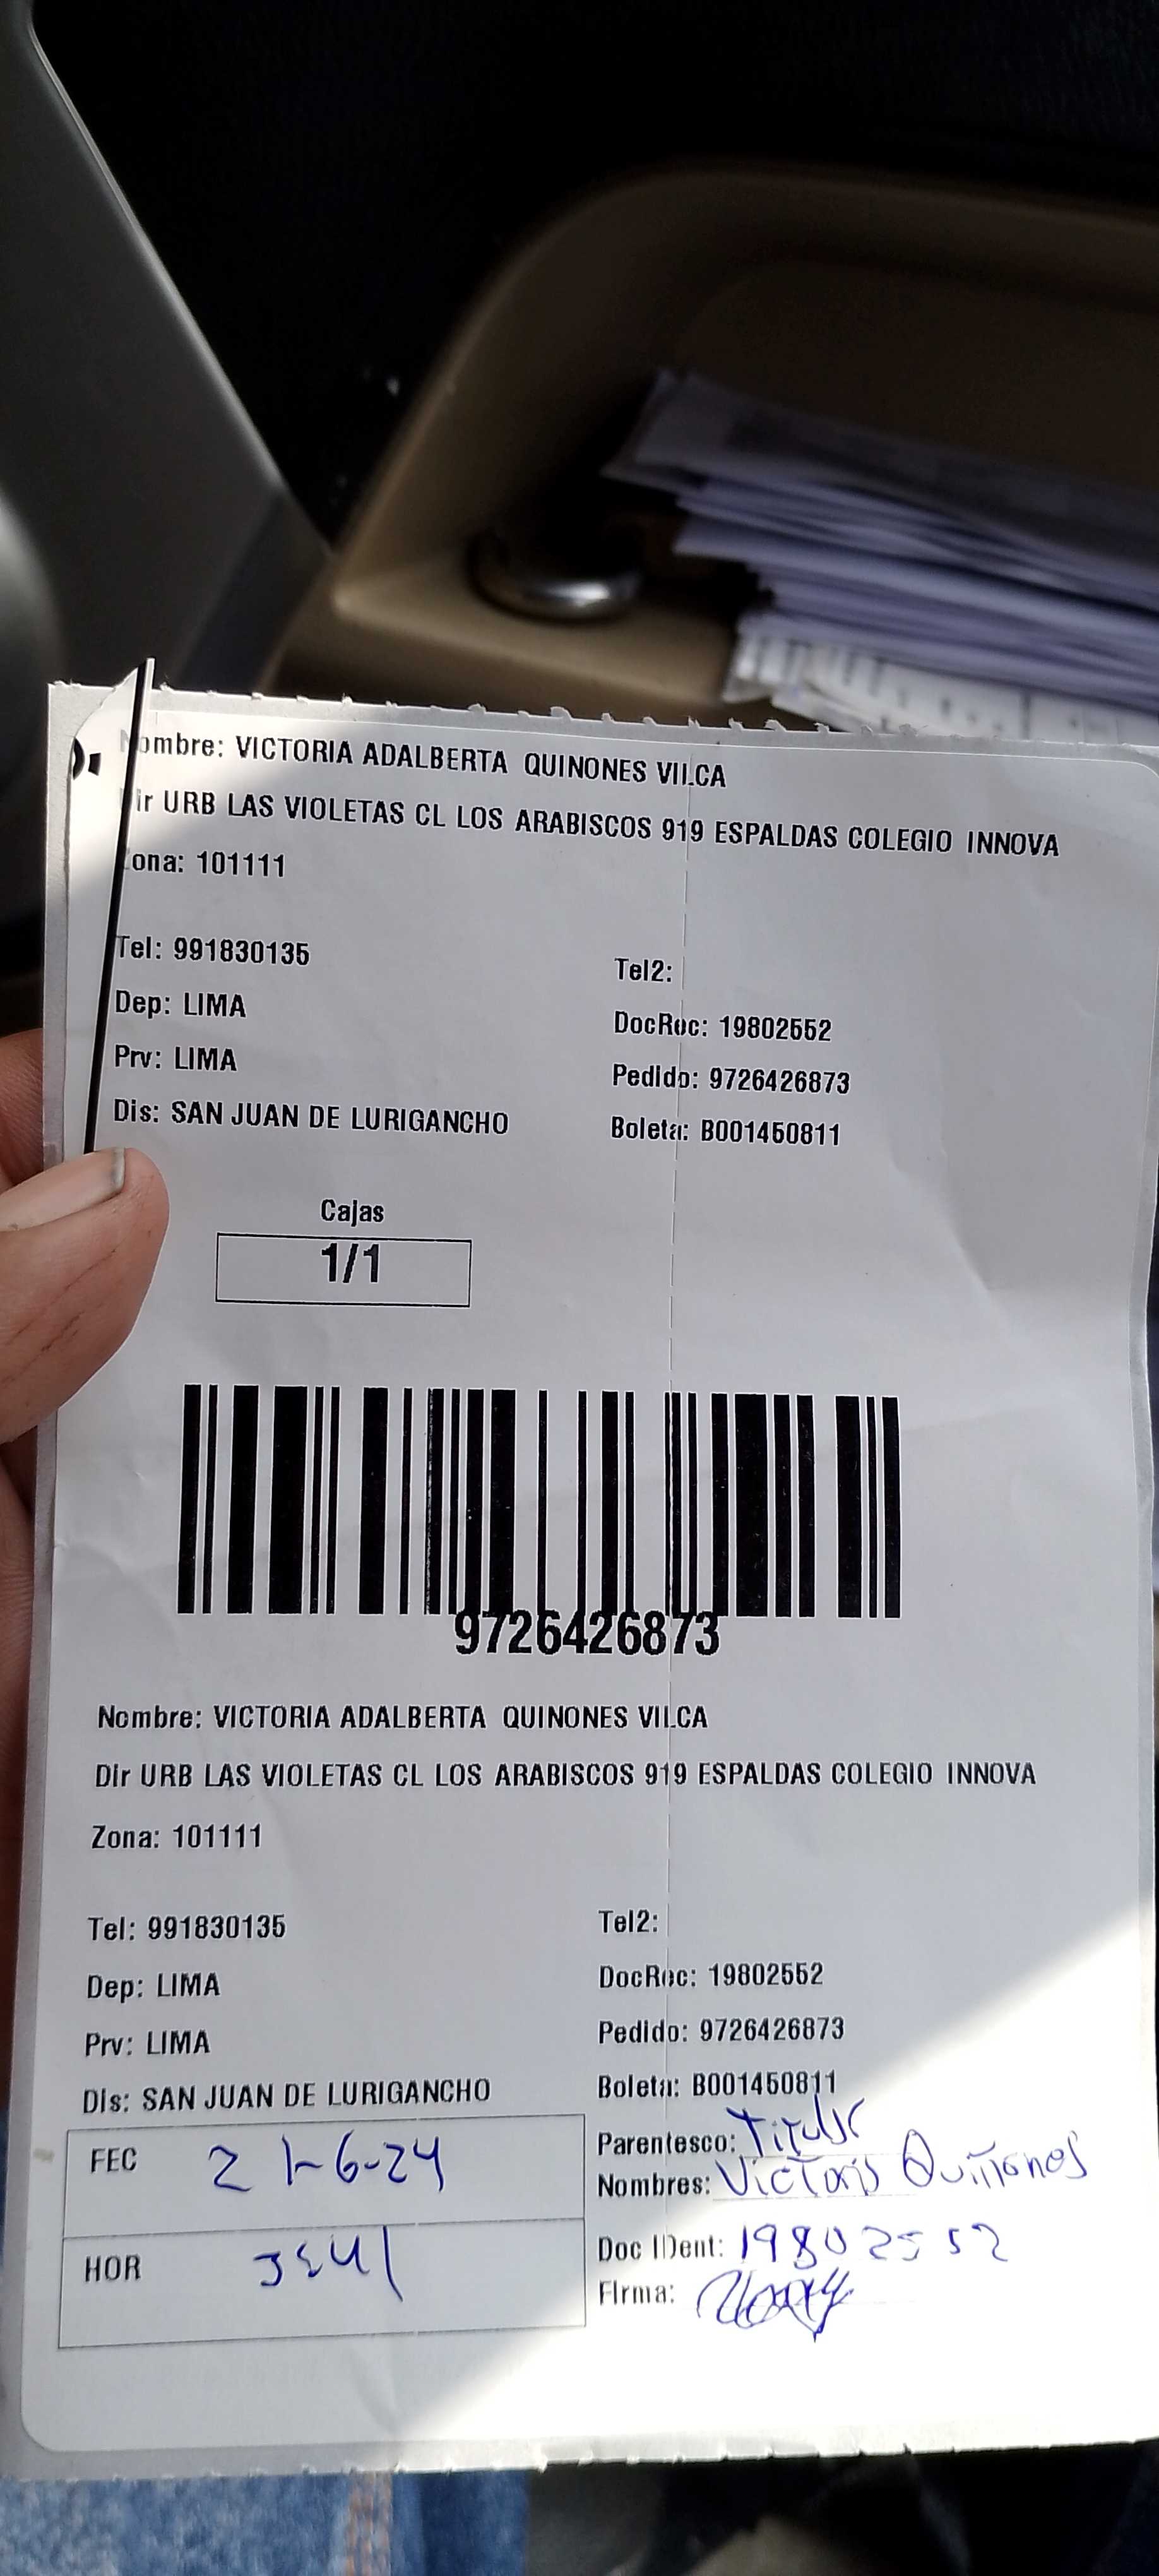 ombre: VICTORIA ADALBERTA QUINONES VILCA
ir URB LAS VIOLETAS CL LOS ARABISCOS 919 ESPALDAS COLEGIO INNOVA
ona: 101111
Tel: 991830135
Tel2:
Dep: LIMA
DocRec: 19802552
Prv: LIMA
Pedido: 9726426873
Dis: SAN JUAN DE LURIGANCHO
Boleta: B001450811
Cajas
1/1
9726426873
Nombre: VICTORIA ADALBERTA QUINONES VILCA
Dir URB LAS VIOLETAS CL LOS ARABISCOS 919 ESPALDAS COLEGIO INNOVA
Zona: 101111
Tel: 991830135
Tel2:
Dep: LIMA
DocRec: 19802552
Prv: LIMA
Pedido: 9726426873
Dis: SAN JUAN DE LURIGANCHO
Boleta: B001450811
FEC 21-6-24
Parentesco: Titular
Nombres: Victoria Quiñones
HOR
Doc IDent: 19802552
Firma: